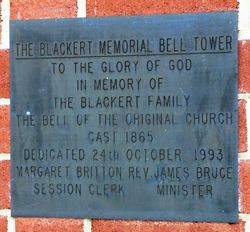 THE BLACKERT MEMORIAL BELL TOWER
TO THE GLORY OF GOD
IN MEMORY OF
THE BLACKERT FAMILY
THE BELL OF THE ORIGINAL CHURCH
CAST 1865
DEDICATED 24th OCTOBER 1993
MARGARET BRITTON REV. JAMES BRUCE
SESSION CLERK MINISTER